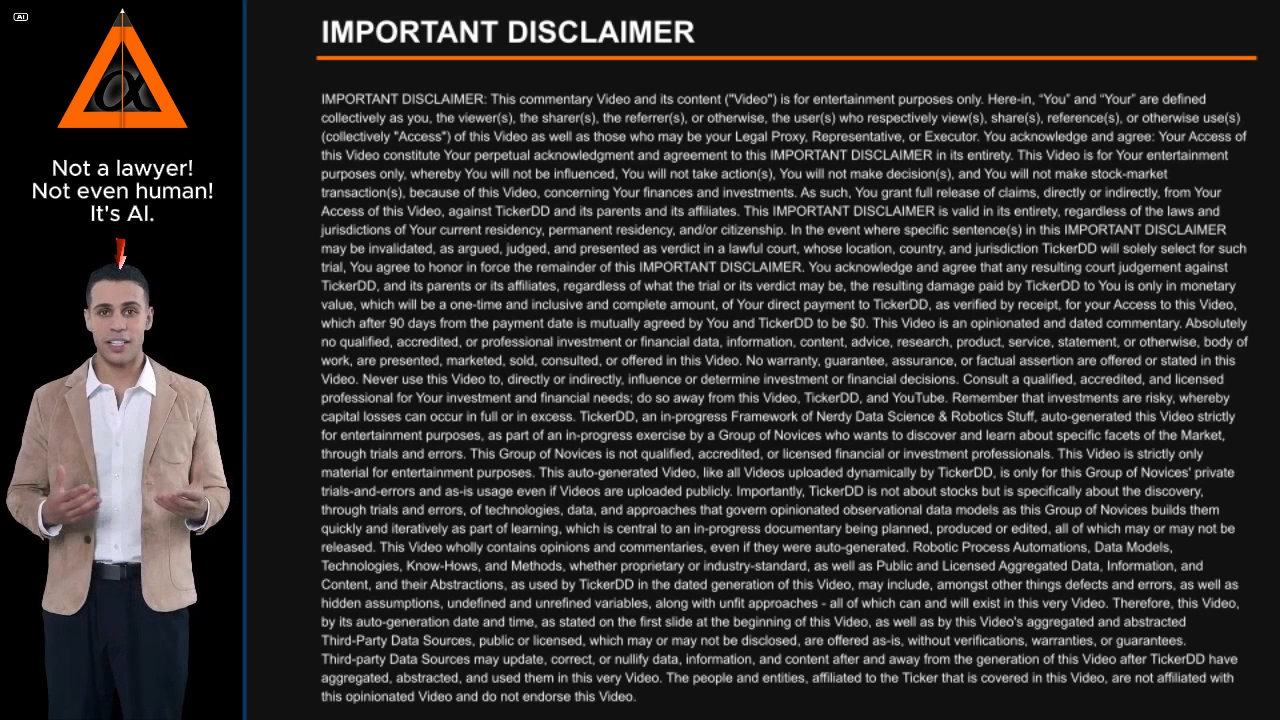 AI
α
Not a lawyer!
Not even human!
It's AI.
IMPORTANT DISCLAIMER
IMPORTANT DISCLAIMER: This commentary Video and its content ("Video") is for entertainment purposes only. Here-in, “You” and “Your” are defined
collectively as you, the viewer(s), the sharer(s), the referrer(s), or otherwise, the user(s) who respectively view(s), share(s), reference(s), or otherwise use(s)
(collectively "Access") of this Video as well as those who may be your Legal Proxy, Representative, or Executor. You acknowledge and agree: Your Access of
this Video constitute Your perpetual acknowledgment and agreement to this IMPORTANT DISCLAIMER in its entirety. This Video is for Your entertainment
purposes only, whereby You will not be influenced, You will not take action(s), You will not make decision(s), and You will not make stock-market
transaction(s), because of this Video, concerning Your finances and investments. As such, You grant full release of claims, directly or indirectly, from Your
Access of this Video, against TickerDD and its parents and its affiliates. This IMPORTANT DISCLAIMER is valid in its entirety, regardless of the laws and
jurisdictions of Your current residency, permanent residency, and/or citizenship. In the event where specific sentence(s) in this IMPORTANT DISCLAIMER
may be invalidated, as argued, judged, and presented as verdict in a lawful court, whose location, country, and jurisdiction TickerDD will solely select for such
trial, You agree to honor in force the remainder of this IMPORTANT DISCLAIMER. You acknowledge and agree that any resulting court judgement against
TickerDD, and its parents or its affiliates, regardless of what the trial or its verdict may be, the resulting damage paid by TickerDD to You is only in monetary
value, which will be a one-time and inclusive and complete amount, of Your direct payment to TickerDD, as verified by receipt, for your Access to this Video,
which after 90 days from the payment date is mutually agreed by You and TickerDD to be $0. This Video is an opinionated and dated commentary. Absolutely
no qualified, accredited, or professional investment or financial data, information, content, advice, research, product, service, statement, or otherwise, body of
work, are presented, marketed, sold, consulted, or offered in this Video. No warranty, guarantee, assurance, or factual assertion are offered or stated in this
Video. Never use this Video to, directly or indirectly, influence or determine investment or financial decisions. Consult a qualified, accredited, and licensed
professional for Your investment and financial needs; do so away from this Video, TickerDD, and YouTube. Remember that investments are risky, whereby
capital losses can occur in full or in excess. TickerDD, an in-progress Framework of Nerdy Data Science & Robotics Stuff, auto-generated this Video strictly
for entertainment purposes, as part of an in-progress exercise by a Group of Novices who wants to discover and learn about specific facets of the Market,
through trials and errors. This Group of Novices is not qualified, accredited, or licensed financial or investment professionals. This Video is strictly only
material for entertainment purposes. This auto-generated Video, like all Videos uploaded dynamically by TickerDD, is only for this Group of Novices' private
trials-and-errors and as-is usage even if Videos are uploaded publicly. Importantly, TickerDD is not about stocks but is specifically about the discovery,
through trials and errors, of technologies, data, and approaches that govern opinionated observational data models as this Group of Novices builds them
quickly and iteratively as part of learning, which is central to an in-progress documentary being planned, produced or edited, all of which may or may not be
released. This Video wholly contains opinions and commentaries, even if they were auto-generated. Robotic Process Automations, Data Models,
Technologies, Know-Hows, and Methods, whether proprietary or industry-standard, as well as Public and Licensed Aggregated Data, Information, and
Content, and their Abstractions, as used by TickerDD in the dated generation of this Video, may include, amongst other things defects and errors, as well as
hidden assumptions, undefined and unrefined variables, along with unfit approaches - all of which can and will exist in this very Video. Therefore, this Video,
by its auto-generation date and time, as stated on the first slide at the beginning of this Video, as well as by this Video's aggregated and abstracted
Third-Party Data Sources, public or licensed, which may or may not be disclosed, are offered as-is, without verifications, warranties, or guarantees.
Third-party Data Sources may update, correct, or nullify data, information, and content after and away from the generation of this Video after TickerDD have
aggregated, abstracted, and used them in this very Video. The people and entities, affiliated to the Ticker that is covered in this Video, are not affiliated with
this opinionated Video and do not endorse this Video.